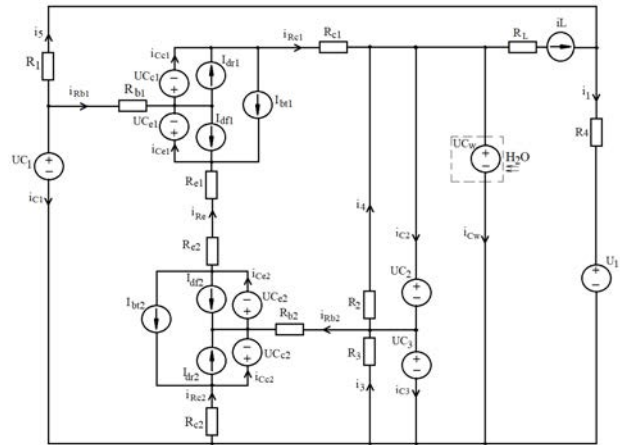 i5
iCc1
Idr1
iRc1
Rc1
RL
iL
R1
UCc1
iRb1
Rb1
Ibt1
i1
UCe1
Idf1
R4
UCw
H2O
UC1
iCe1
iC1
Re1
iRe
i4
iC2
iCw
Re2
iCe2
Idf2
U1
UCe2
UC2
Ibt2
Rb2
iRb2
R2
UC3
UCc2
R3
Idr2
iCc2
iRc2
i3
iC3
Rc2